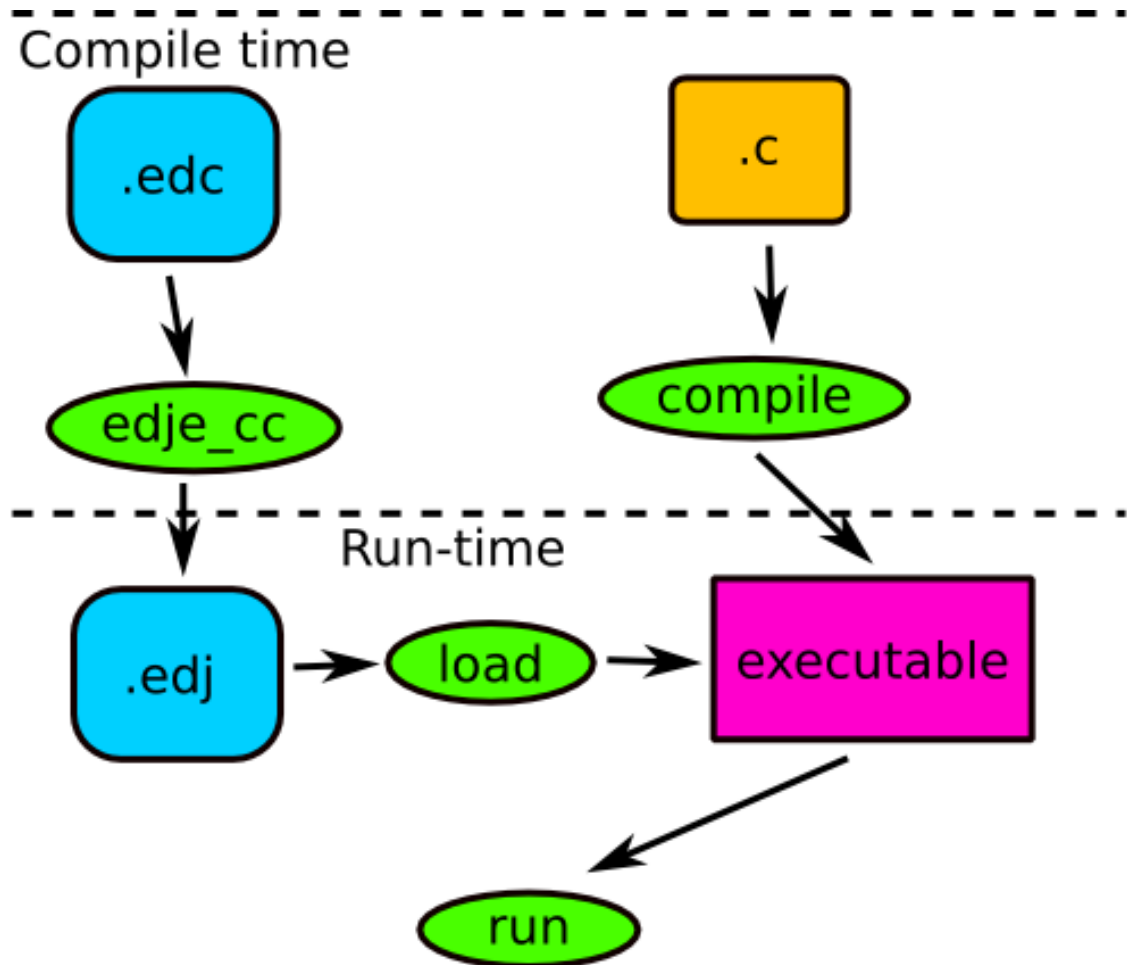 Compile time
.edc
.c
edje_cc
compile
Run-time
.edj
load
executable
run